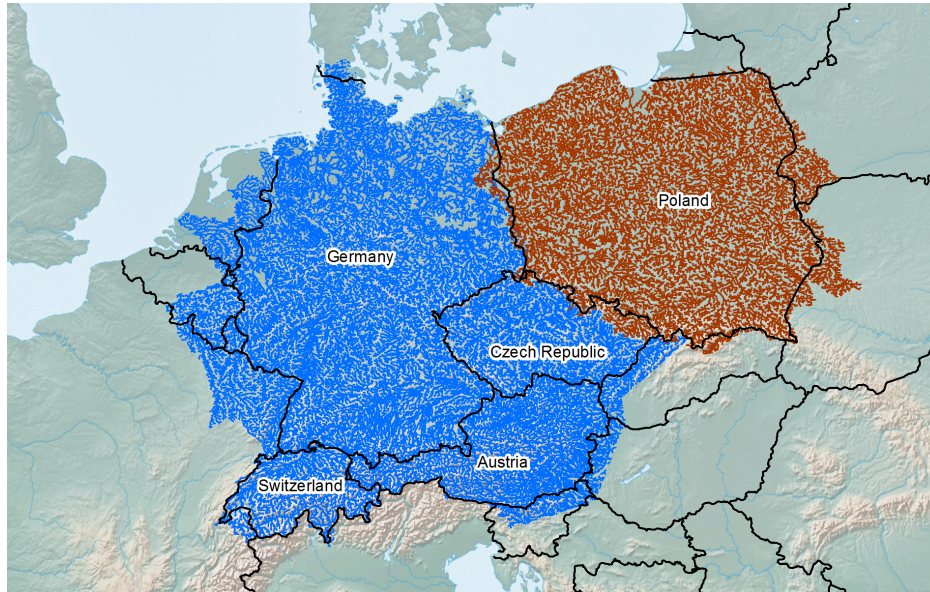 Poland
Germany
Czech Republic
Austria
Switzerland